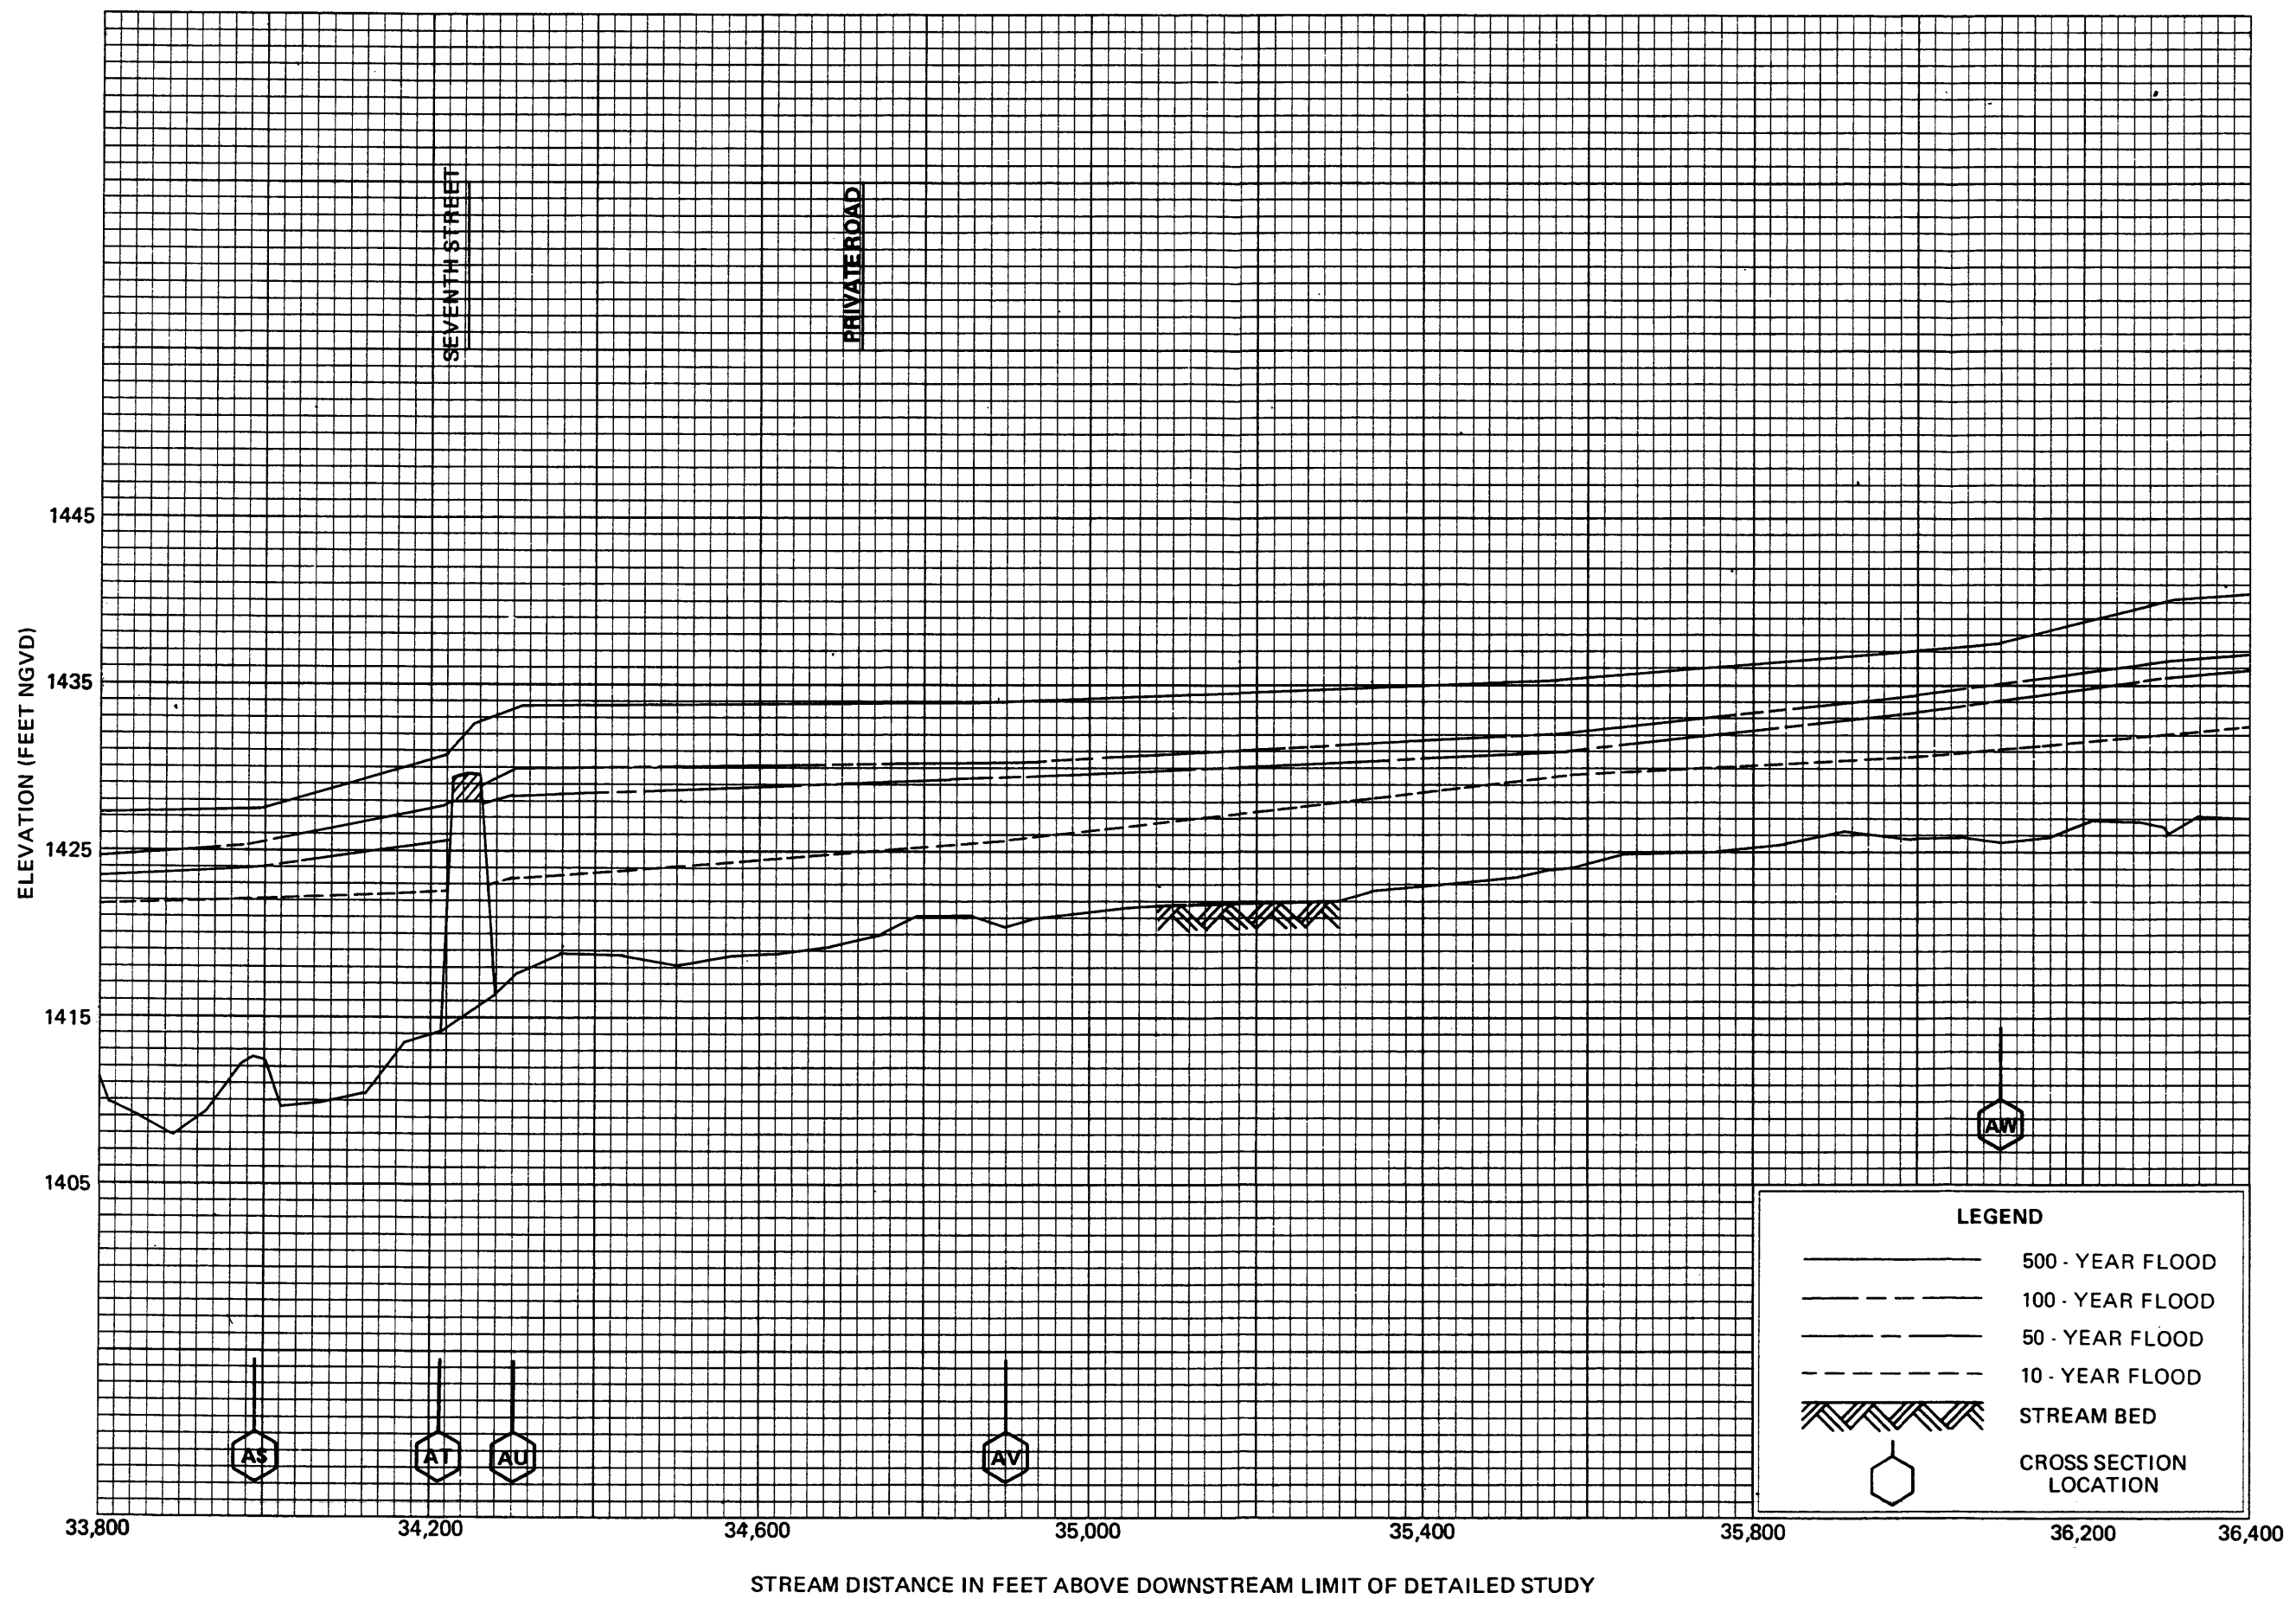 SEVENTH STREET
PRIVATE ROAD
ELEVATION (FEET NGVD)
1445
1435
1425
1415
1405
AS
AT
AU
AV
AW
LEGEND
500 - YEAR FLOOD
100 - YEAR FLOOD
50 - YEAR FLOOD
10 - YEAR FLOOD
STREAM BED
CROSS SECTION
LOCATION
33,800
34,200
34,600
35,000
35,400
35,800
36,200
36,400
STREAM DISTANCE IN FEET ABOVE DOWNSTREAM LIMIT OF DETAILED STUDY